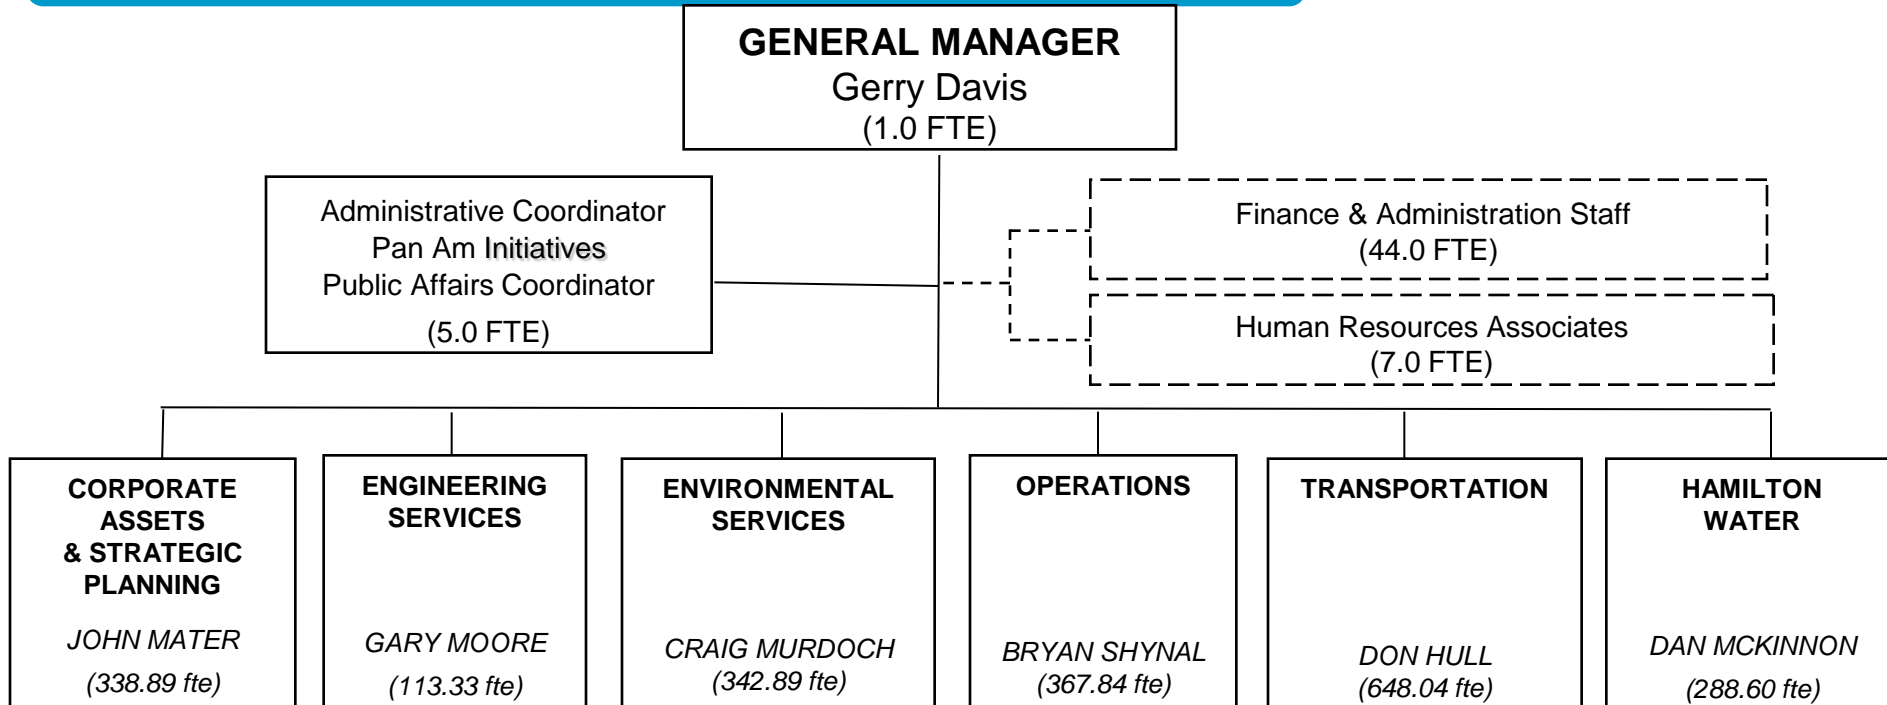 GENERAL MANAGER
Gerry Davis
(1.0 FTE)
Administrative Coordinator
Pan Am Initiatives
Public Affairs Coordinator
(5.0 FTE)
Finance & Administration Staff
(44.0 FTE)
Human Resources Associates
(7.0 FTE)
CORPORATE
ASSETS
& STRATEGIC
PLANNING
JOHN MATER
(338.89 fte)
ENGINEERING
SERVICES
GARY MOORE
(113.33 fte)
ENVIRONMENTAL
SERVICES
CRAIG MURDOCH
(342.89 fte)
OPERATIONS
BRYAN SHYNAL
(367.84 fte)
TRANSPORTATION
DON HULL
(648.04 fte)
HAMILTON
WATER
DAN MCKINNON
(288.60 fte)